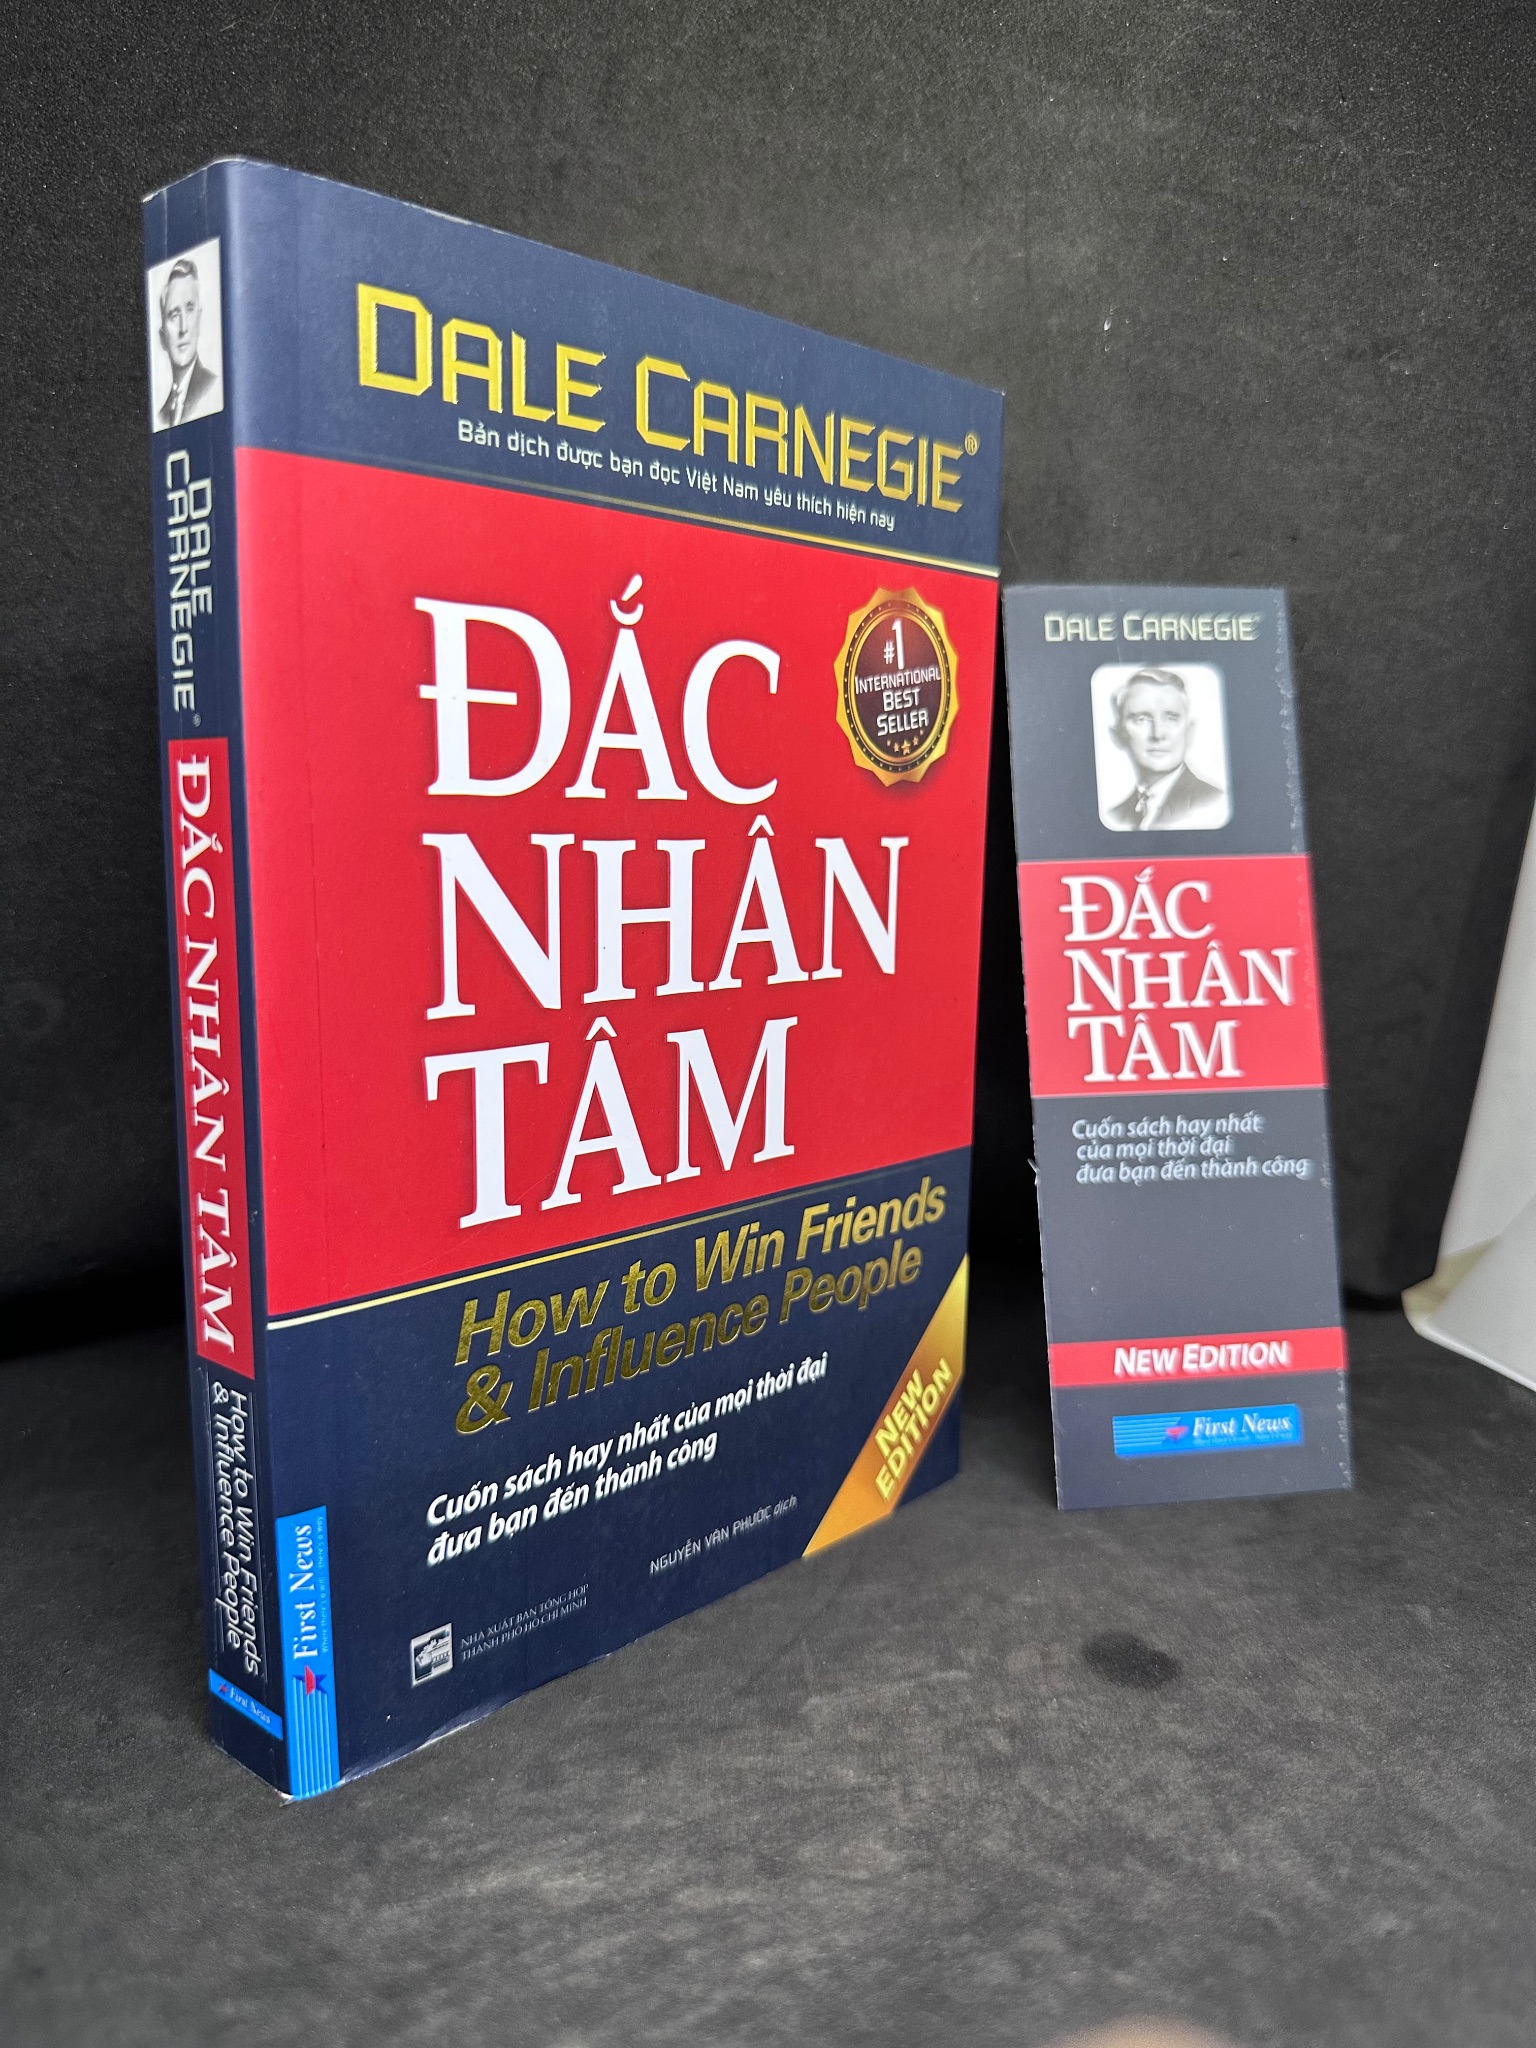 DALE CARNEGIE®
Bản dịch được bạn đọc Việt Nam yêu thích hiện nay
#1
INTERNATIONAL
BEST
SELLER
ĐẮC
NHÂN
TÂM
How to Win Friends
& Influence People
Cuốn sách hay nhất của mọi thời đại
đưa bạn đến thành công
NEW
EDITION
NGUYỄN VĂN PHƯỚC dịch
NHÀ XUẤT BẢN TỔNG HỢP
THÀNH PHỐ HỒ CHÍ MINH
First News
DALE
CARNEGIE®
ĐẮC NHÂN TÂM
How to Win Friends
& Influence People
First News
DALE CARNEGIE
ĐẮC
NHÂN
TÂM
Cuốn sách hay nhất
của mọi thời đại
đưa bạn đến thành công
NEW EDITION
First News